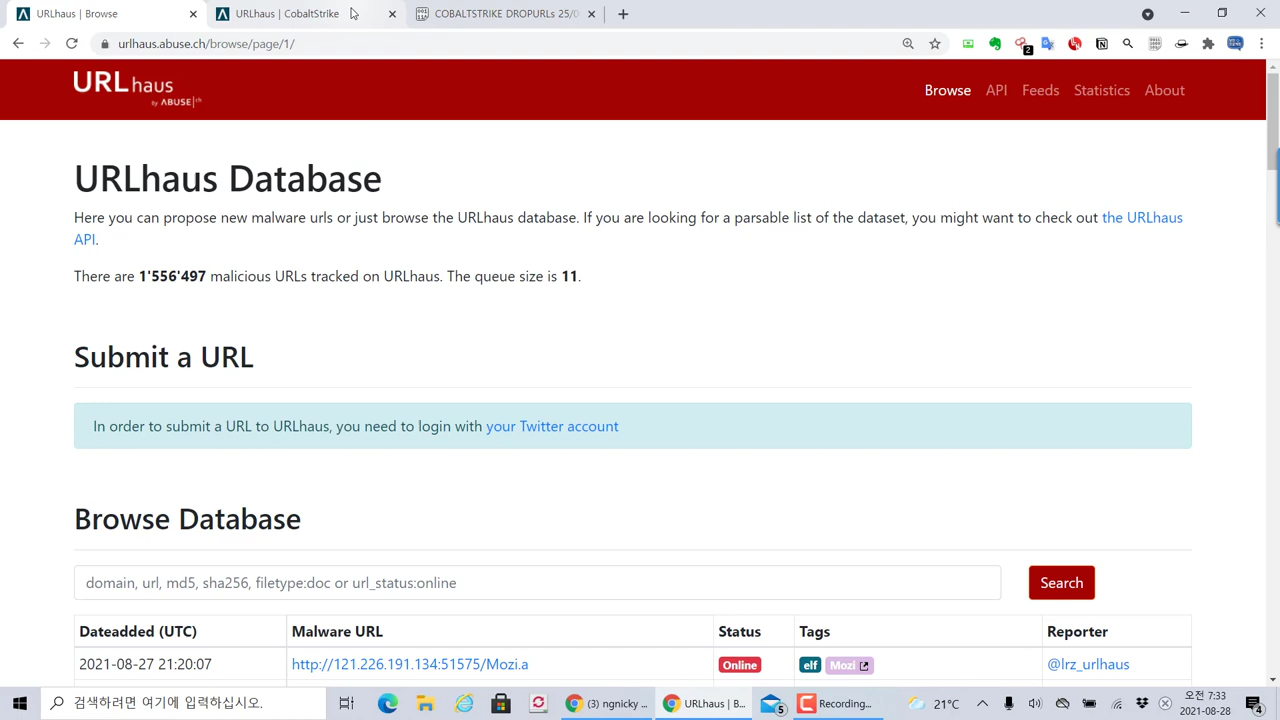 URLhaus | Browse
URLhaus | CobaltStrike
COBALTSTRIKE DROPURLs 25/0
urlhaus.abuse.ch/browse/page/1/
2
URLhaus
by ABUSE|ch
Browse
API
Feeds
Statistics
About
URLhaus Database
Here you can propose new malware urls or just browse the URLhaus database. If you are looking for a parsable list of the dataset, you might want to check out the URLhaus
API.
There are 1'556'497 malicious URLs tracked on URLhaus. The queue size is 11.
Submit a URL
In order to submit a URL to URLhaus, you need to login with your Twitter account
Browse Database
domain, url, md5, sha256, filetype:doc or url_status:online
Search
Dateadded (UTC)
Malware URL
Status
Tags
Reporter
2021-08-27 21:20:07
http://121.226.191.134:51575/Mozi.a
Online
elf
Mozi
@lrz_urlhaus
검색하려면 여기에 입력하십시오.
(1) ngnicky ...
URLhaus | B...
5
Recording...
21°C
오전 7:33
2021-08-28
4